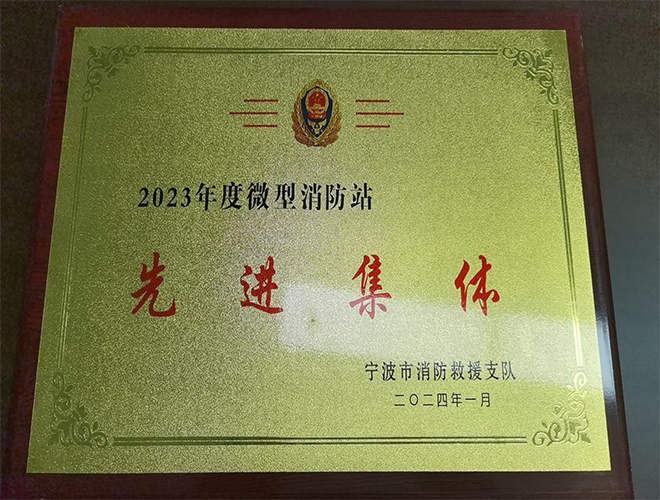 2023年度微型消防站
先进集体
宁波市消防救援支队
二〇二四年一月